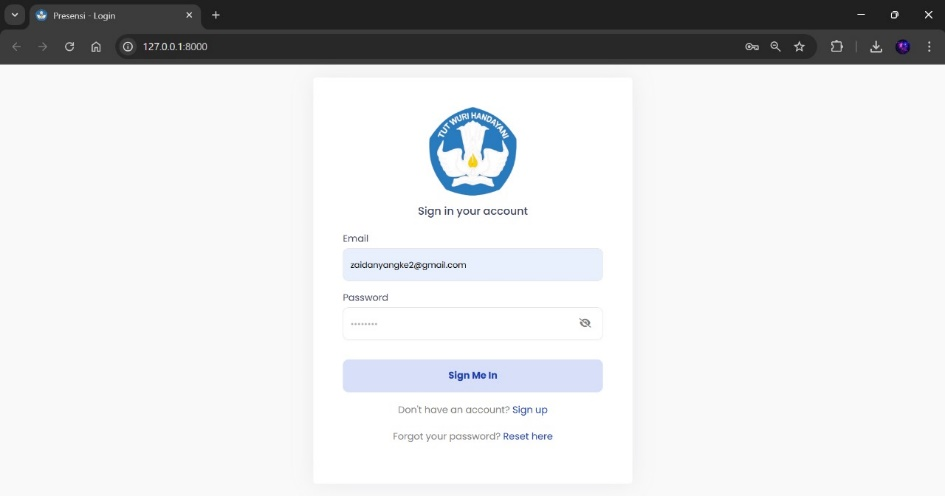 Presensi - Login
127.0.0.1:8000
TUT WURI HANDAYANI
Sign in your account
Email
zaidanyangke2@gmail.com
Password
Sign Me In
Don't have an account? Sign up
Forgot your password? Reset here